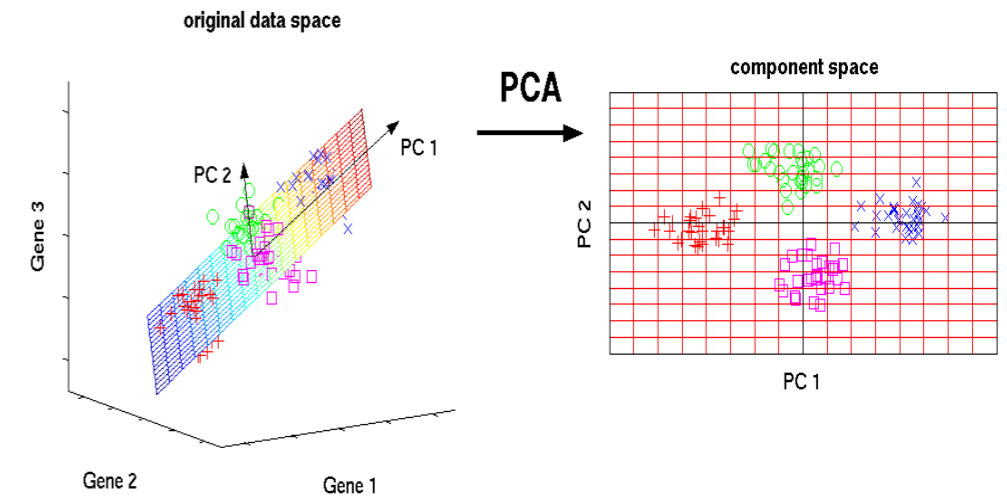 original data space
Gene 3
PC 2
PC 1
Gene 2
Gene 1
PCA
component space
PC 2
PC 1